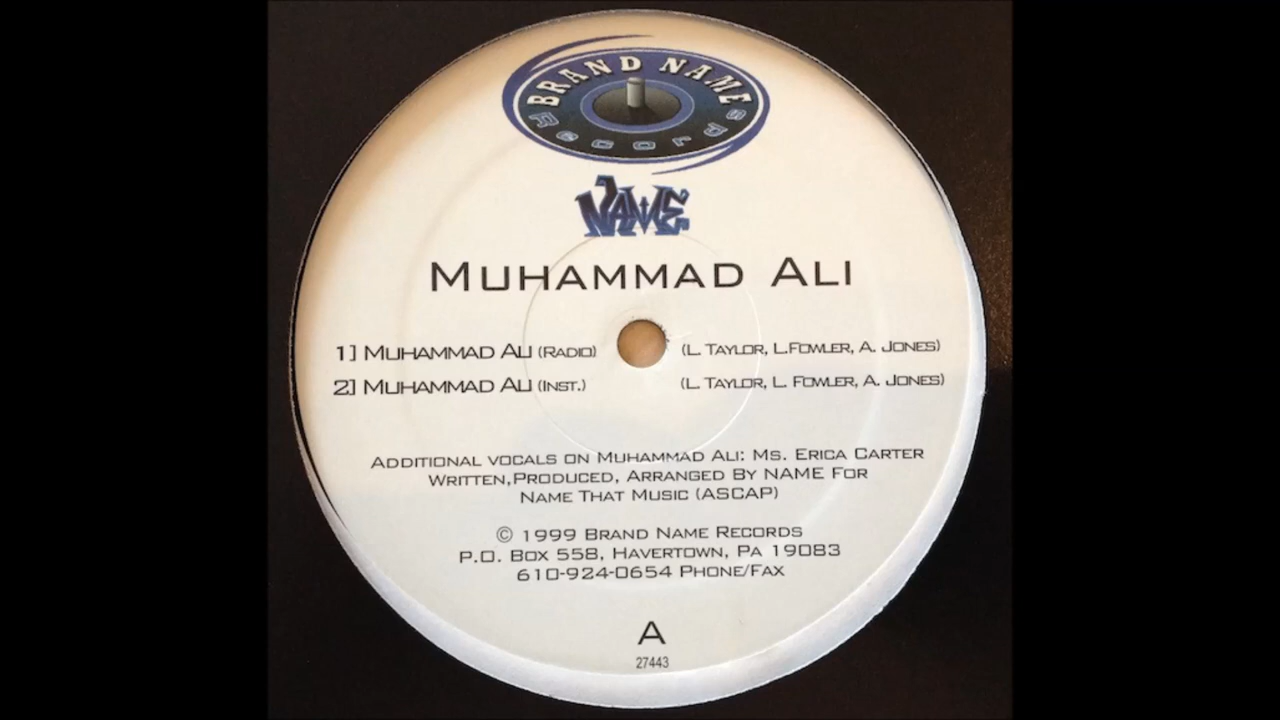 BRAND NAME
Records
NAME
MUHAMMAD ALI
1] MUHAMMAD ALI (RADIO) (L. TAYLOR, L.FOWLER, A. JONES)
2] MUHAMMAD ALI (INST.) (L. TAYLOR, L. FOWLER, A. JONES)
ADDITIONAL VOCALS ON MUHAMMAD ALI: MS. ERICA CARTER
WRITTEN,PRODUCED, ARRANGED BY NAME FOR
NAME THAT MUSIC (ASCAP)
© 1999 BRAND NAME RECORDS
P.O. BOX 558, HAVERTOWN, PA 19083
610-924-0654 PHONE/FAX
A
27443